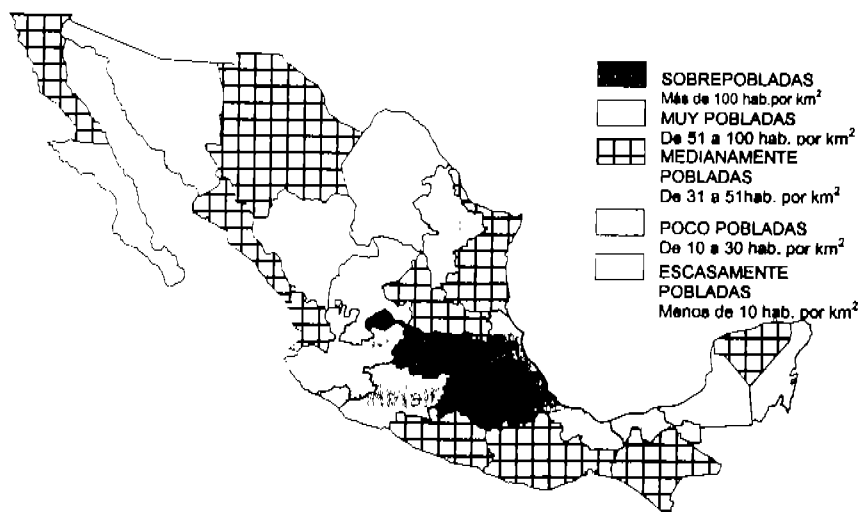 SOBREPOBLADAS
Más de 100 hab.por km²
MUY POBLADAS
De 51 a 100 hab. por km²
MEDIANAMENTE
POBLADAS
De 31 a 51hab. por km²
POCO POBLADAS
De 10 a 30 hab. por km²
ESCASAMENTE
POBLADAS
Menos de 10 hab. por km²